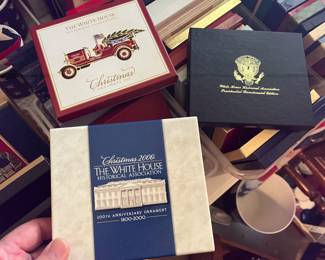 THE WHITE HOUSE
Christmas
White House Historical Association
Presidential Bicentennial Edition
Christmas 2000
THE WHITE HOUSE
HISTORICAL ASSOCIATION
200TH ANNIVERSARY ORNAMENT
1800-2000